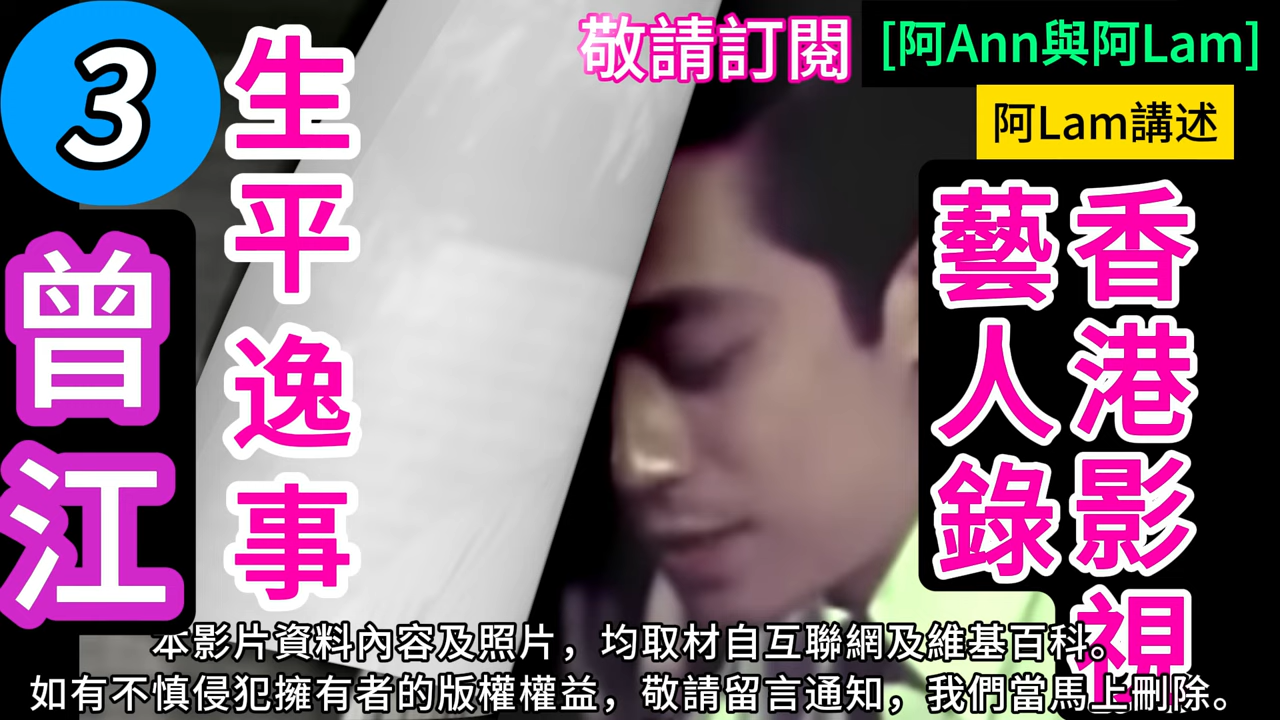 3
生平逸事
曾江
敬請訂閱
[阿Ann與阿Lam]
阿Lam講述
香港影視
藝人錄
本影片資料內容及照片，均取材自互聯網及維基百科。
如有不慎侵犯擁有者的版權權益，敬請留言通知，我們當馬上刪除。